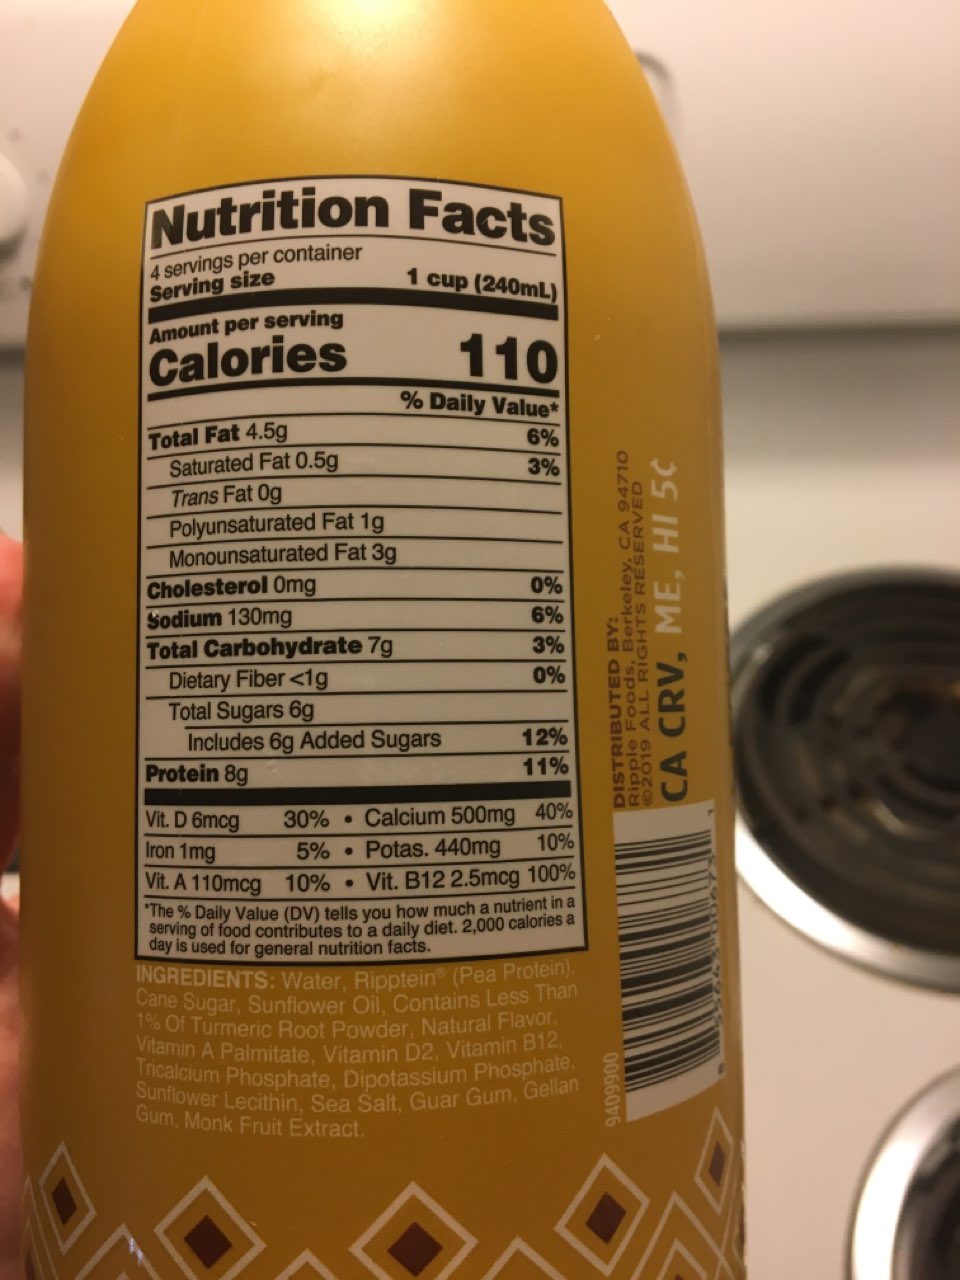 Nutrition Facts
4 servings per container
Serving size 1 cup (240mL)
Amount per serving
Calories 110
% Daily Value*
Total Fat 4.5g 6%
Saturated Fat 0.5g 3%
Trans Fat 0g
Polyunsaturated Fat 1g
Monounsaturated Fat 3g
Cholesterol 0mg 0%
Sodium 130mg 6%
Total Carbohydrate 7g 3%
Dietary Fiber <1g 0%
Total Sugars 6g
Includes 6g Added Sugars 12%
Protein 8g 11%
Vit. D 6mcg 30% • Calcium 500mg 40%
Iron 1mg 5% • Potas. 440mg 10%
Vit. A 110mcg 10% • Vit. B12 2.5mcg 100%
*The % Daily Value (DV) tells you how much a nutrient in a
serving of food contributes to a daily diet. 2,000 calories a
day is used for general nutrition facts.
INGREDIENTS: Water, Ripptein® (Pea Protein),
Cane Sugar, Sunflower Oil, Contains Less Than
1% Of Turmeric Root Powder, Natural Flavor,
Vitamin A Palmitate, Vitamin D2, Vitamin B12,
Tricalcium Phosphate, Dipotassium Phosphate,
Sunflower Lecithin, Sea Salt, Guar Gum, Gellan
Gum, Monk Fruit Extract.
DISTRIBUTED BY:
Ripple Foods, Berkeley, CA 94710
©2019 ALL RIGHTS RESERVED
CA CRV, ME, HI 5¢
9409900